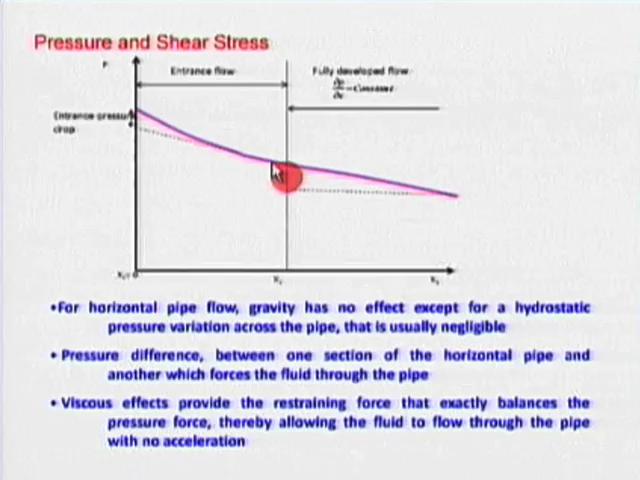 Pressure and Shear Stress
P
Entrance flow
Fully developed flow
∂p/∂x = Constant
Entrance pressure
drop
•For horizontal pipe flow, gravity has no effect except for a hydrostatic
pressure variation across the pipe, that is usually negligible
• Pressure difference, between one section of the horizontal pipe and
another which forces the fluid through the pipe
• Viscous effects provide the restraining force that exactly balances the
pressure force, thereby allowing the fluid to flow through the pipe
with no acceleration